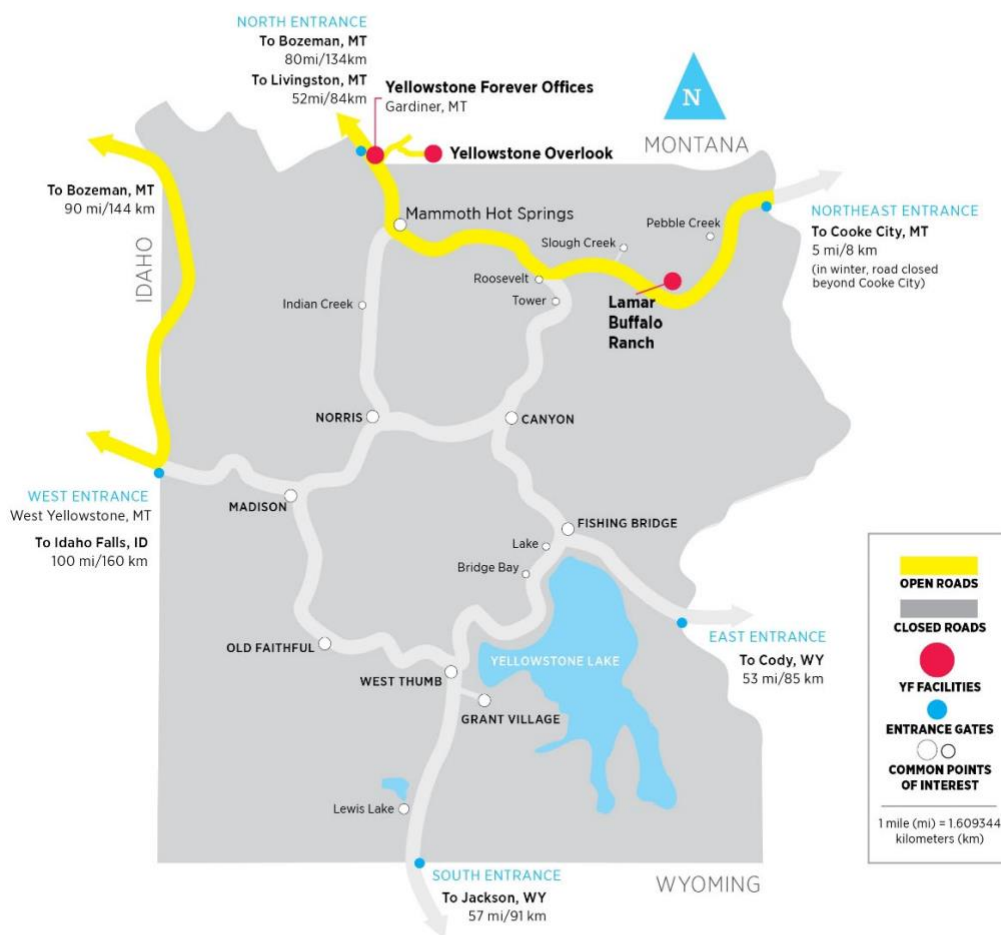 NORTH ENTRANCE
To Bozeman, MT
80mi/134km
To Livingston, MT
52mi/84km
Yellowstone Forever Offices
Gardiner, MT
Yellowstone Overlook
N
MONTANA
To Bozeman, MT
90 mi/144 km
IDAHO
Mammoth Hot Springs
Pebble Creek
Slough Creek
NORTHEAST ENTRANCE
To Cooke City, MT
5 mi/8 km
(in winter, road closed
beyond Cooke City)
Roosevelt
Tower
Indian Creek
Lamar
Buffalo
Ranch
NORRIS
CANYON
WEST ENTRANCE
West Yellowstone, MT
To Idaho Falls, ID
100 mi/160 km
MADISON
FISHING BRIDGE
Lake
Bridge Bay
OLD FAITHFUL
WEST THUMB
YELLOWSTONE LAKE
GRANT VILLAGE
EAST ENTRANCE
To Cody, WY
53 mi/85 km
Lewis Lake
SOUTH ENTRANCE
To Jackson, WY
57 mi/91 km
WYOMING
OPEN ROADS
CLOSED ROADS
YF FACILITIES
ENTRANCE GATES
COMMON POINTS
OF INTEREST
1 mile (mi) = 1.609344
kilometers (km)